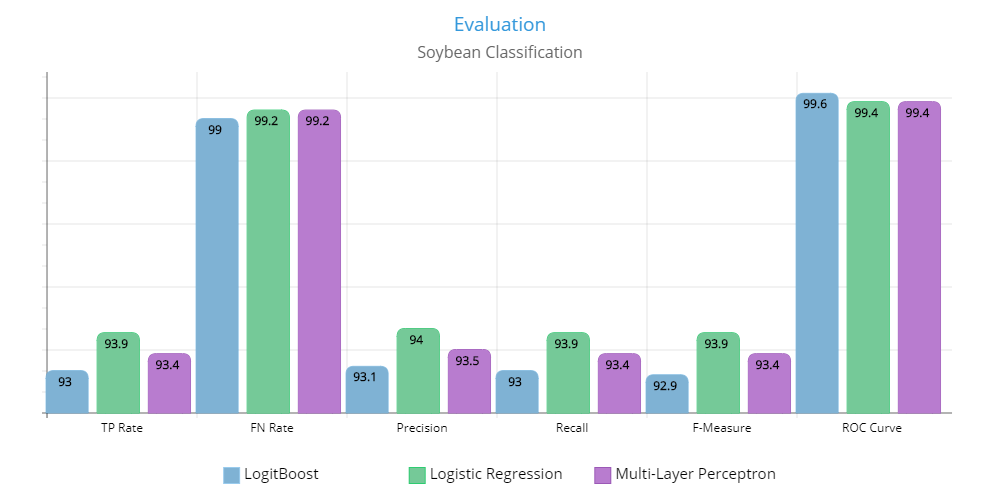 Evaluation
Soybean Classification
93 93.9 93.4 99 99.2 99.2 93.1 94 93.5 93 93.9 93.4 92.9 93.9 93.4 99.6 99.4 99.4
TP Rate FN Rate Precision Recall F-Measure ROC Curve
LogitBoost Logistic Regression Multi-Layer Perceptron